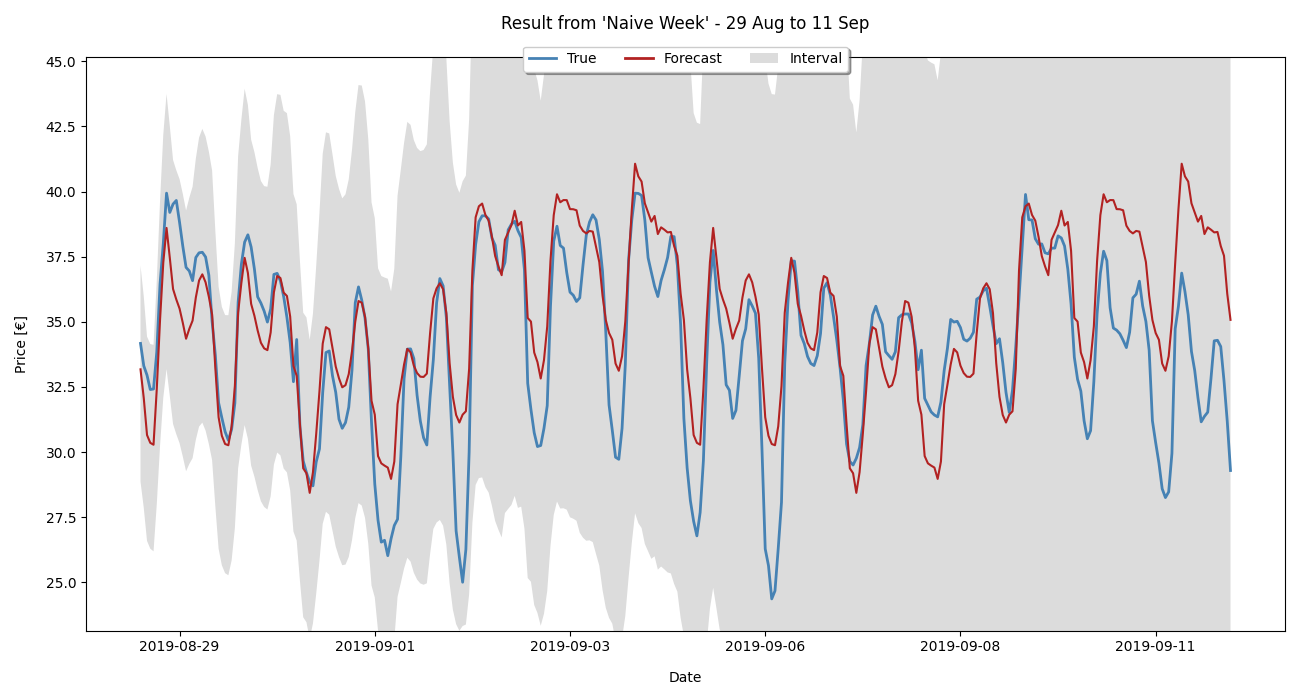 Result from 'Naive Week' - 29 Aug to 11 Sep
True Forecast Interval
45.0
42.5
40.0
37.5
35.0
32.5
30.0
27.5
25.0
Price [€]
2019-08-29 2019-09-01 2019-09-03 2019-09-06 2019-09-08 2019-09-11
Date